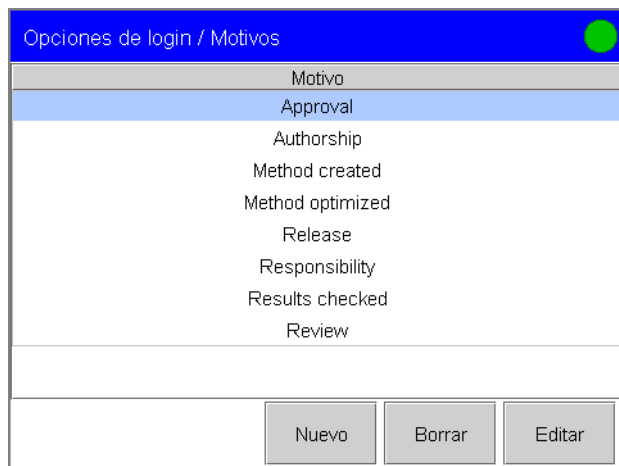 Opciones de login / Motivos
Motivo
Approval
Authorship
Method created
Method optimized
Release
Responsibility
Results checked
Review
Nuevo Borrar Editar